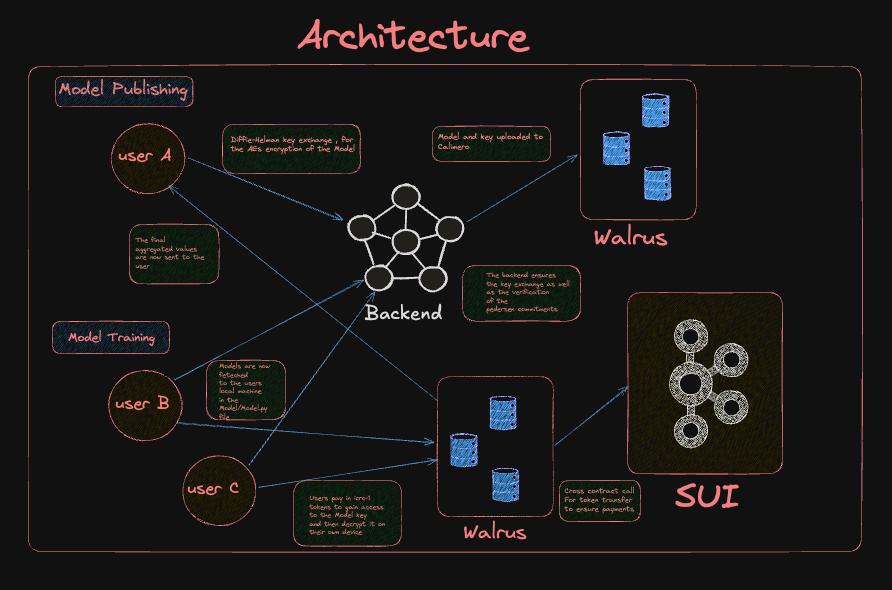 Architecture
Model Publishing
user A
Diffie-Helman key exchange , for
the AEs encryption of the Model
Model and key uploaded to
Calimero
Walrus
The final
aggregated values
are now sent to the
user
The backend ensures
the key exchange as well
as the verification
of the
pedersen commitments
Backend
Model Training
user B
Models are now
feteched
to the users
local machine
in the
Model/Model.py
file
user C
Users pay in icrc-1
tokens to gain access
to the Model key
and then decrypt it on
their own device
Walrus
Cross contract call
For token transfer
to ensure payments
SUI